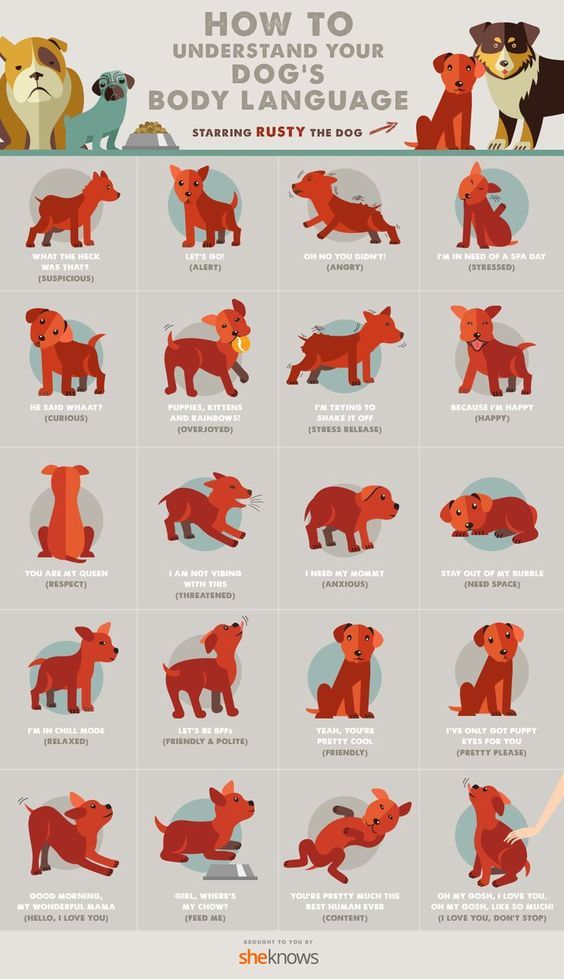 HOW TO
UNDERSTAND YOUR
DOG'S
BODY LANGUAGE
STARRING RUSTY THE DOG
WHAT THE HECK
WAS THAT?
(SUSPICIOUS)
LET'S GO!
(ALERT)
OH NO YOU DIDN'T!
(ANGRY)
I'M IN NEED OF A SPA DAY
(STRESSED)
HE SAID WHAAT?
(CURIOUS)
PUPPIES, KITTENS
AND RAINBOWS!
(OVERJOYED)
I'M TRYING TO
SHAKE IT OFF
(STRESS RELEASE)
BECAUSE I'M HAPPY
(HAPPY)
YOU ARE MY QUEEN
(RESPECT)
I AM NOT VIBING
WITH THIS
(THREATENED)
I NEED MY MOMMY
(ANXIOUS)
STAY OUT OF MY BUBBLE
(NEED SPACE)
I'M IN CHILL MODE
(RELAXED)
LET'S BE BFFs
(FRIENDLY & POLITE)
YEAH, YOU'RE
PRETTY COOL
(FRIENDLY)
I'VE ONLY GOT PUPPY
EYES FOR YOU
(PRETTY PLEASE)
GOOD MORNING,
MY WONDERFUL MAMA
(HELLO, I LOVE YOU)
GIRL, WHERE'S
MY CHOW?
(FEED ME)
YOU'RE PRETTY MUCH THE
BEST HUMAN EVER
(CONTENT)
OH MY GOSH, I LOVE YOU,
OH MY GOSH, LIKE SO MUCH!
(I LOVE YOU, DON'T STOP)
BROUGHT TO YOU BY
sheknows